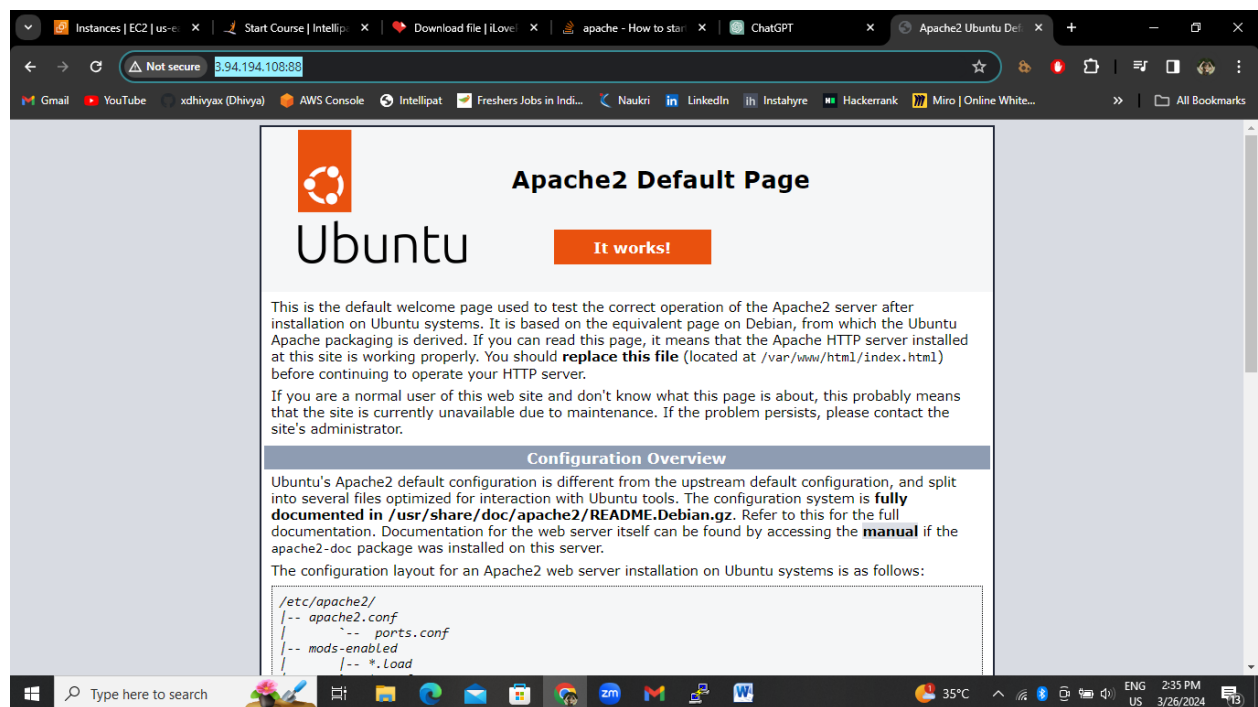 Instances | EC2 | us-e
Start Course | Intellip
Download file | iLove
apache - How to star
ChatGPT
Apache2 Ubuntu Def
Not secure
3.94.194.108:88
Gmail
YouTube
xdhivyax (Dhivya)
AWS Console
Intellipat
Freshers Jobs in Indi...
Naukri
LinkedIn
Instahyre
Hackerrank
Miro | Online White...
All Bookmarks
Apache2 Default Page
Ubuntu
It works!
This is the default welcome page used to test the correct operation of the Apache2 server after
installation on Ubuntu systems. It is based on the equivalent page on Debian, from which the Ubuntu
Apache packaging is derived. If you can read this page, it means that the Apache HTTP server installed
at this site is working properly. You should replace this file (located at /var/www/html/index.html)
before continuing to operate your HTTP server.
If you are a normal user of this web site and don't know what this page is about, this probably means
that the site is currently unavailable due to maintenance. If the problem persists, please contact the
site's administrator.
Configuration Overview
Ubuntu's Apache2 default configuration is different from the upstream default configuration, and split
into several files optimized for interaction with Ubuntu tools. The configuration system is fully
documented in /usr/share/doc/apache2/README.Debian.gz. Refer to this for the full
documentation. Documentation for the web server itself can be found by accessing the manual if the
apache2-doc package was installed on this server.
The configuration layout for an Apache2 web server installation on Ubuntu systems is as follows:
/etc/apache2/
|-- apache2.conf
|       `-- ports.conf
|-- mods-enabled
|       |-- *.load
Type here to search
zm
W
35°C
ENG
US
2:35 PM
3/26/2024
13